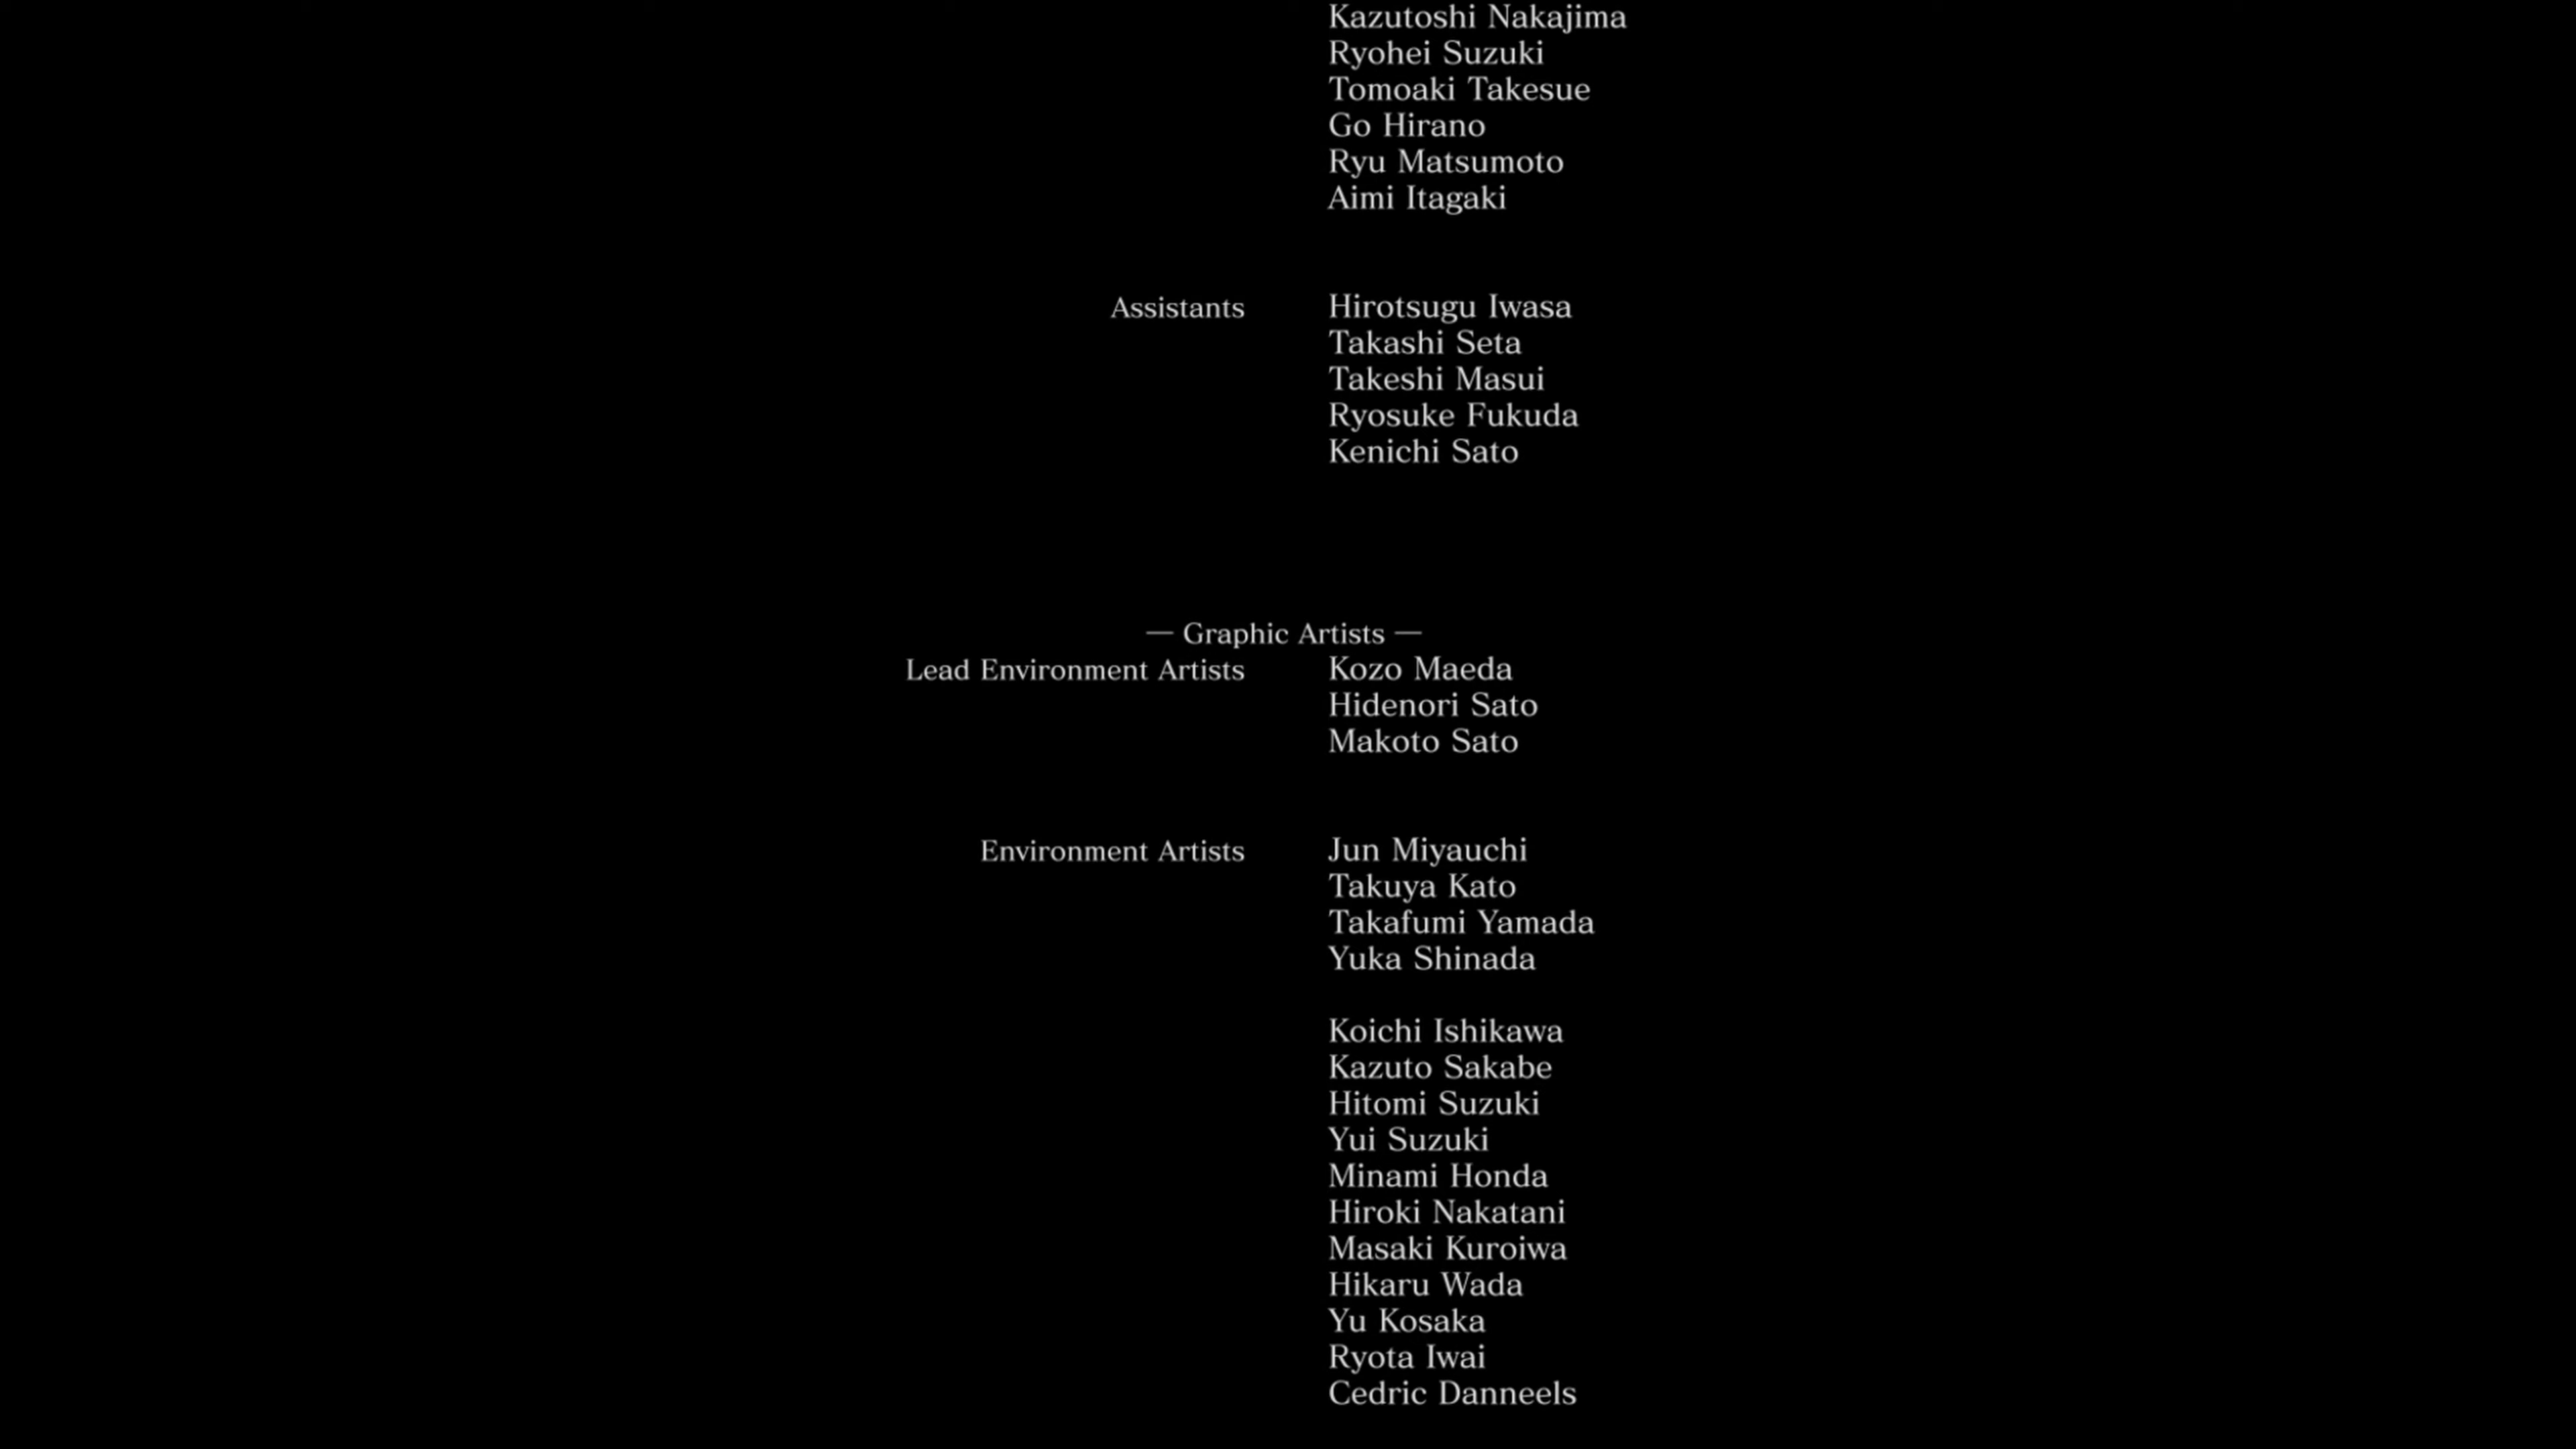 Kazutoshi Nakajima
Ryohei Suzuki
Tomoaki Takesue
Go Hirano
Ryu Matsumoto
Aimi Itagaki
Assistants Hirotsugu Iwasa
Takashi Seta
Takeshi Masui
Ryosuke Fukuda
Kenichi Sato
— Graphic Artists —
Lead Environment Artists Kozo Maeda
Hidenori Sato
Makoto Sato
Environment Artists Jun Miyauchi
Takuya Kato
Takafumi Yamada
Yuka Shinada
Koichi Ishikawa
Kazuto Sakabe
Hitomi Suzuki
Yui Suzuki
Minami Honda
Hiroki Nakatani
Masaki Kuroiwa
Hikaru Wada
Yu Kosaka
Ryota Iwai
Cedric Danneels